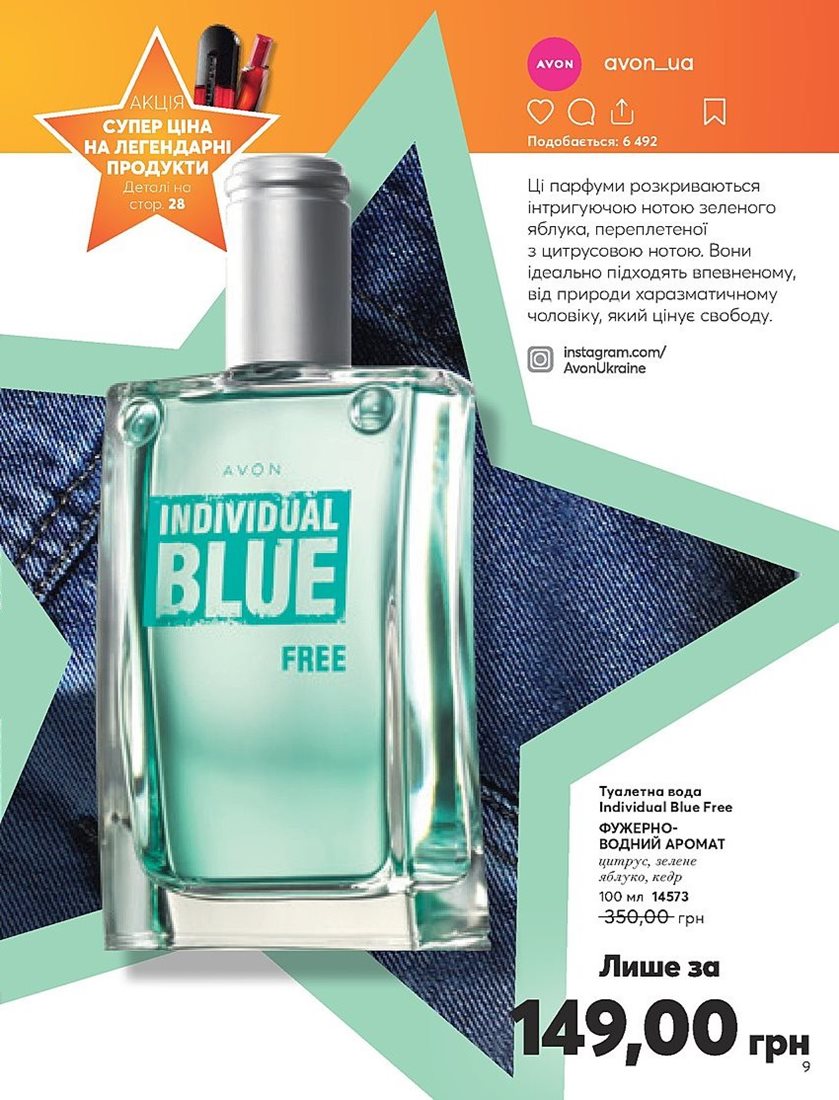 АКЦІЯ
СУПЕР ЦІНА
НА ЛЕГЕНДАРНІ
ПРОДУКТИ
Деталі на
стор. 28
AVON
avon_ua
Подобається: 6 492
Ці парфуми розкриваються
інтригуючою нотою зеленого
яблука, переплетеної
з цитрусовою нотою. Вони
ідеально підходять впевненому,
від природи харазматичному
чоловіку, який цінує свободу.
instagram.com/
AvonUkraine
AVON
INDIVIDUAL
BLUE
FREE
Туалетна вода
Individual Blue Free
ФУЖЕРНО-
ВОДНИЙ АРОМАТ
цитрус, зелене
яблуко, кедр
100 мл 14573
350,00 грн
Лише за
149,00 грн
9